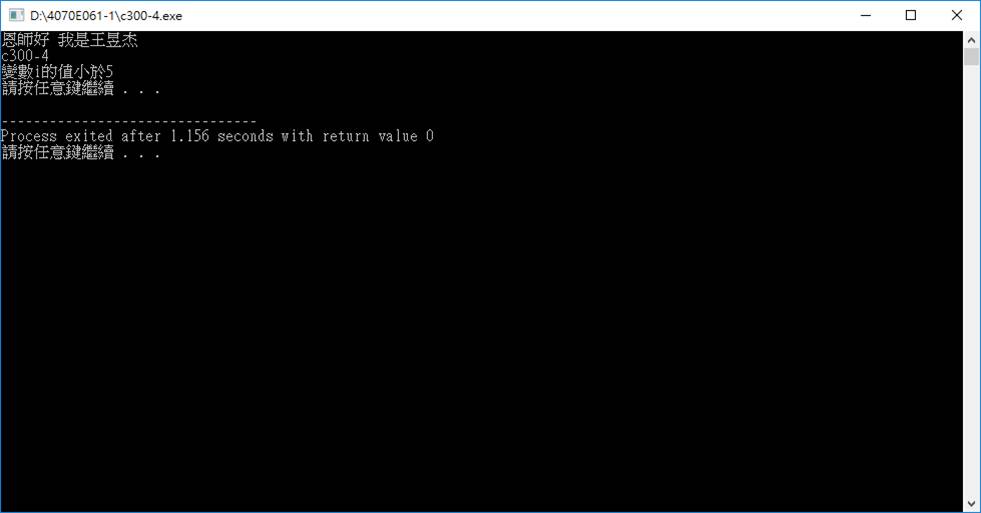 D:\4070E061-1\c300-4.exe
恩師好 我是王昱杰
c300-4
變數i的值小於5
請按任意鍵繼續 . . .
--------------------------------
Process exited after 1.156 seconds with return value 0
請按任意鍵繼續 . . .